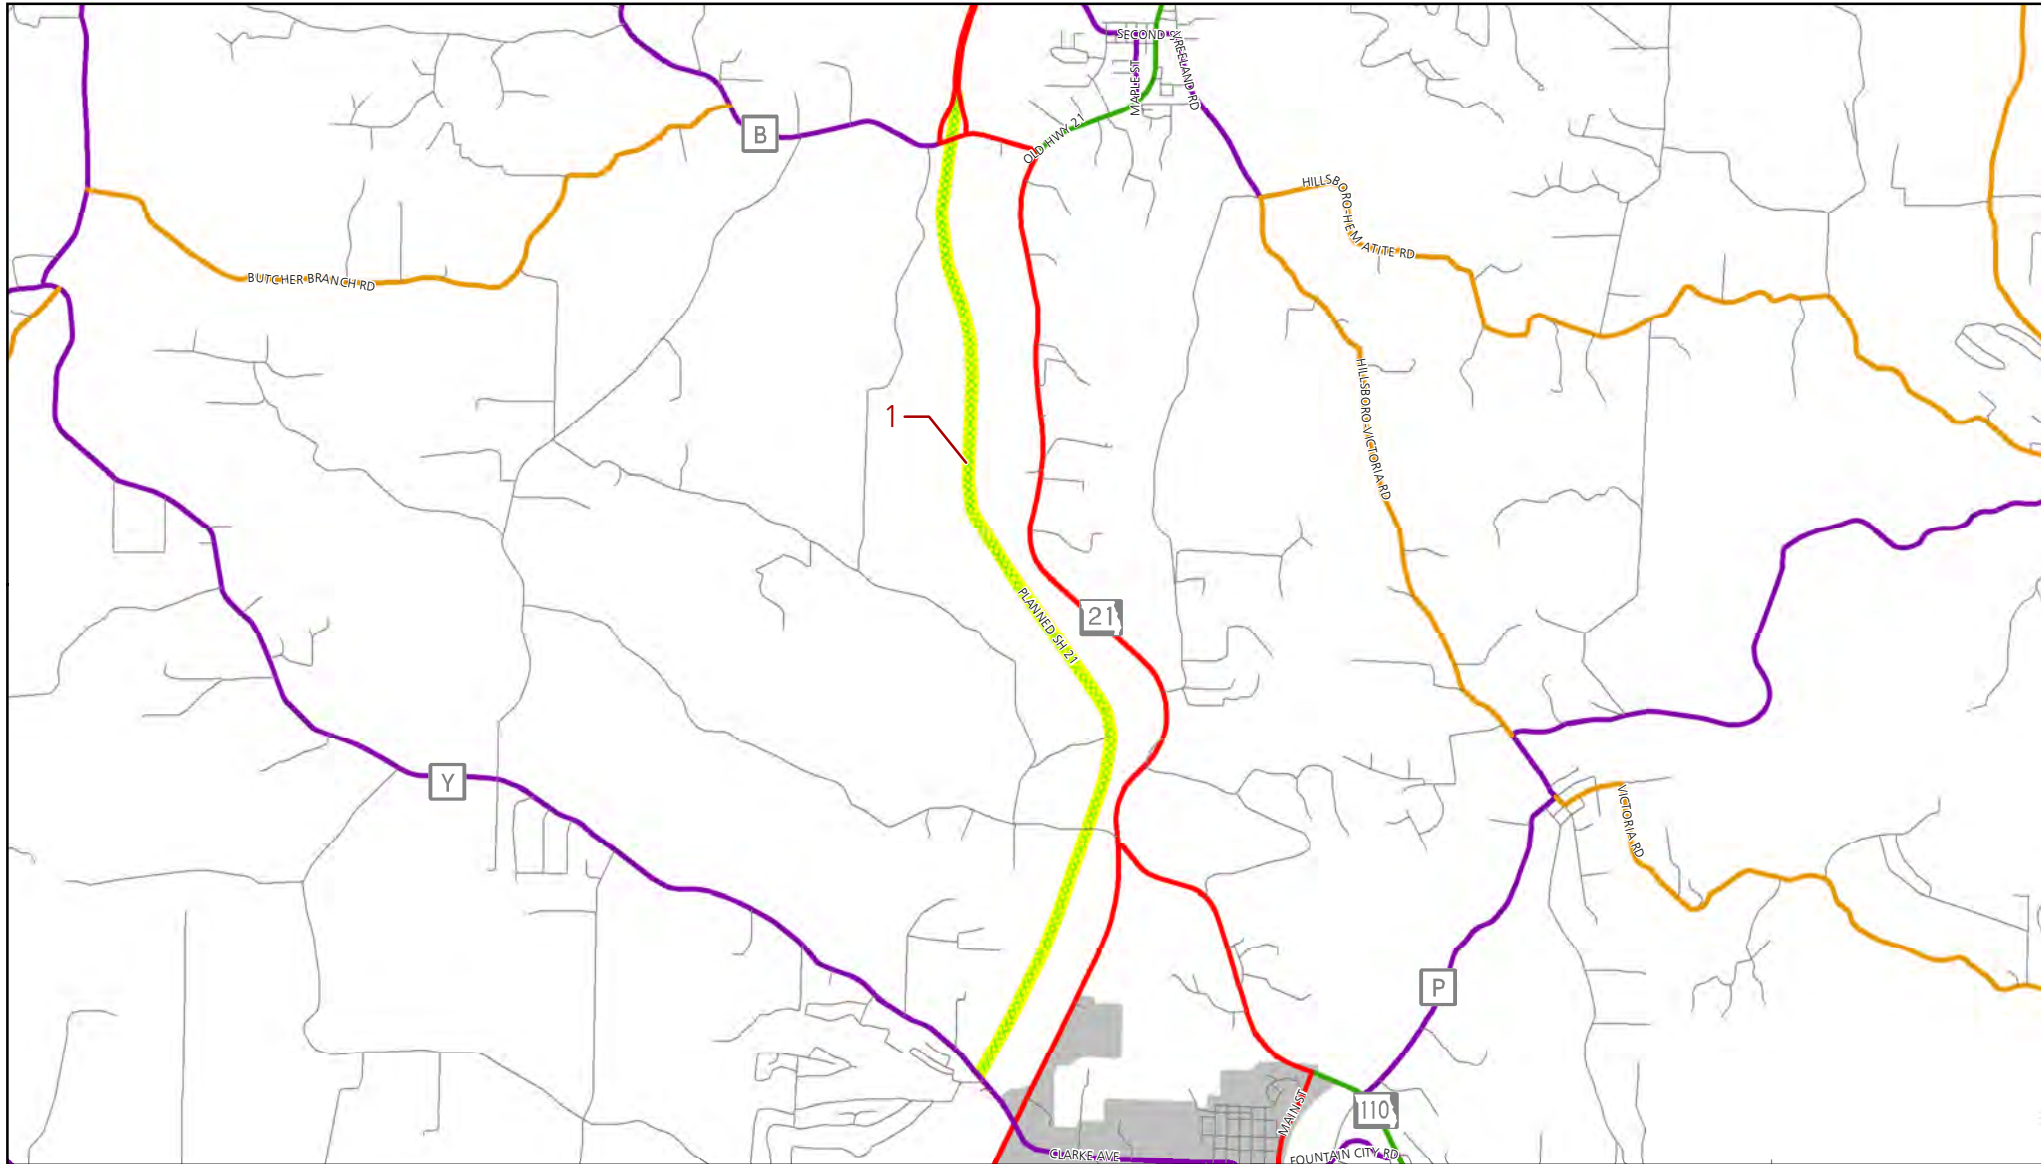 SECOND S
VREELAND RD
MAPLE ST
B
OLD HWY 21
HILLSBORO-HEMATITE RD
BUTCHER BRANCH RD
1
HILLSBORO-VICTORIA RD
PLANNED SH 21
21
Y
VICTORIA RD
P
110
MAIN ST
CLARKE AVE
FOUNTAIN CITY RD